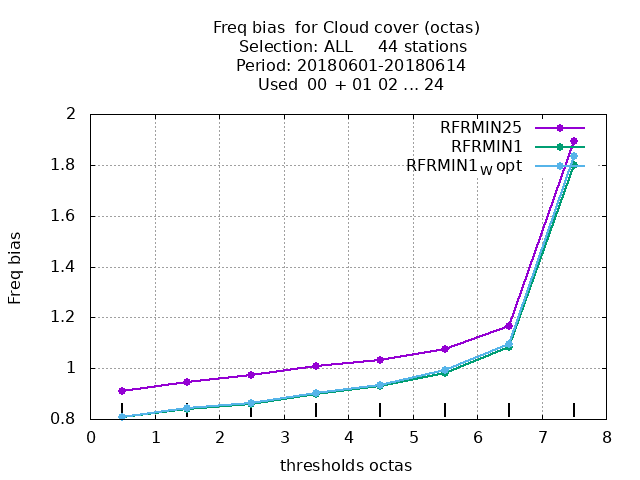 Freq bias for Cloud cover (octas)
Selection: ALL 44 stations
Period: 20180601-20180614
Used 00 + 01 02 ... 24
RFRMIN25
RFRMIN1
RFRMIN1w opt
2
1.8
1.6
1.4
1.2
1
0.8
Freq bias
0 1 2 3 4 5 6 7 8
thresholds octas